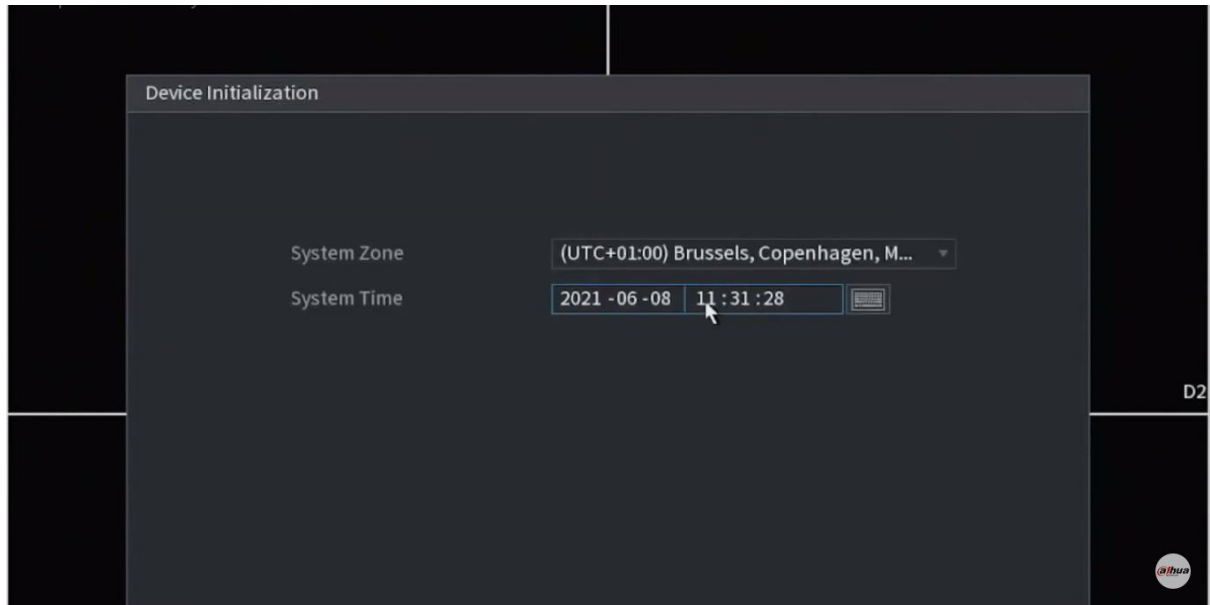 Device Initialization
System Zone
(UTC+01:00) Brussels, Copenhagen, M...
System Time
2021 -06 -08 11 : 31 : 28
D2
alhua